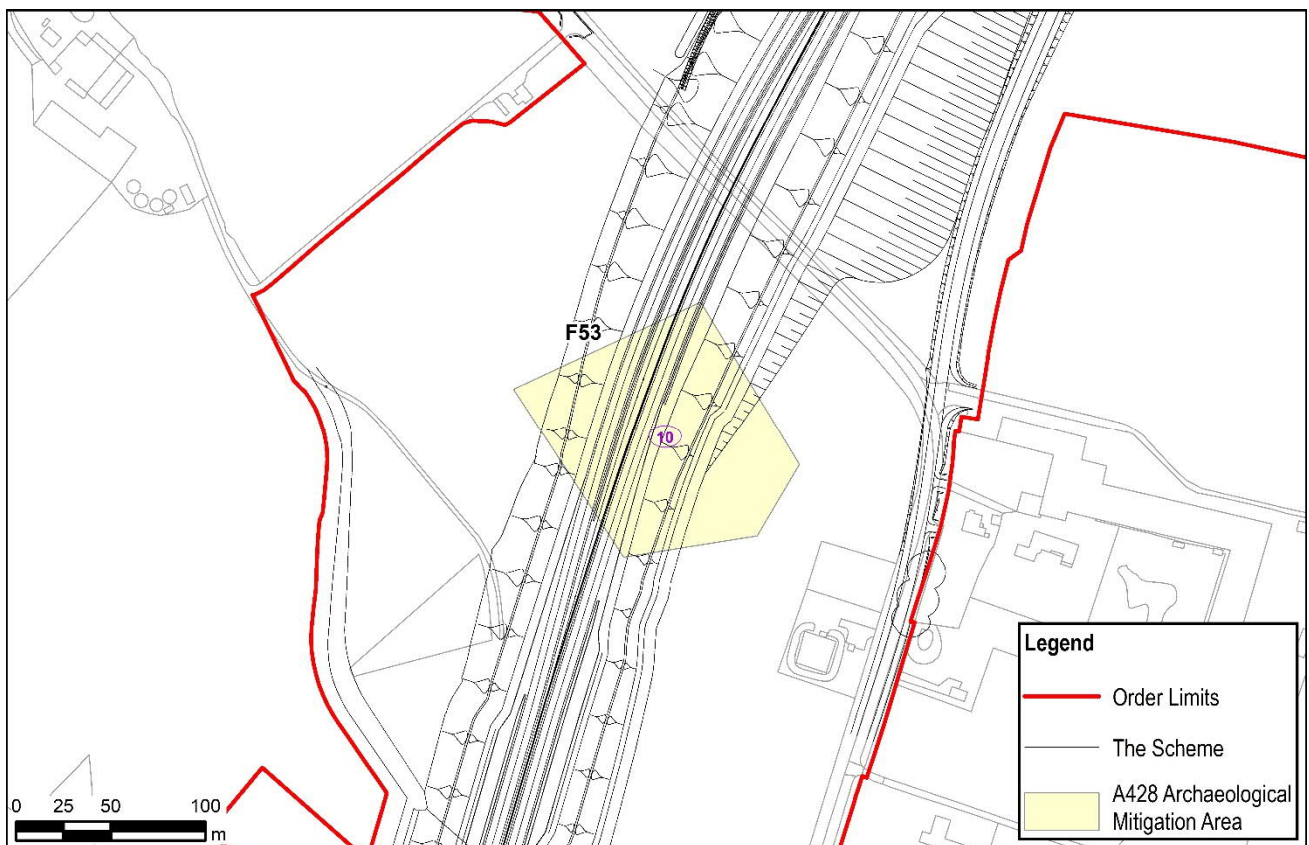 F53
10
Legend
Order Limits
The Scheme
A428 Archaeological
Mitigation Area
0 25 50 100
m